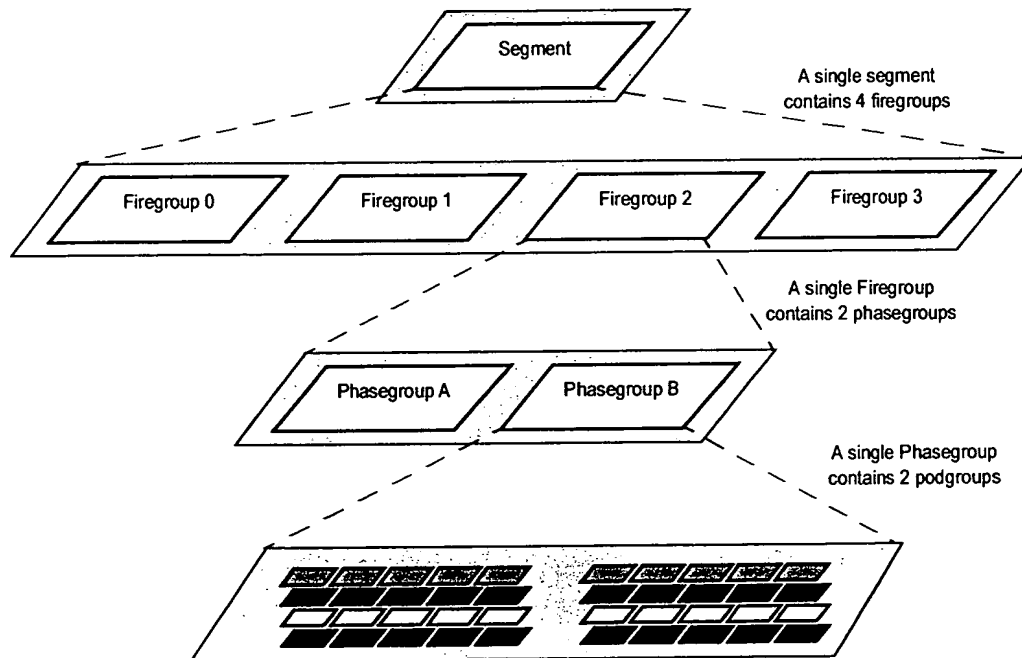 Segment
A single segment
contains 4 firegroups
Firegroup 0
Firegroup 1
Firegroup 2
Firegroup 3
A single Firegroup
contains 2 phasegroups
Phasegroup A
Phasegroup B
A single Phasegroup
contains 2 podgroups